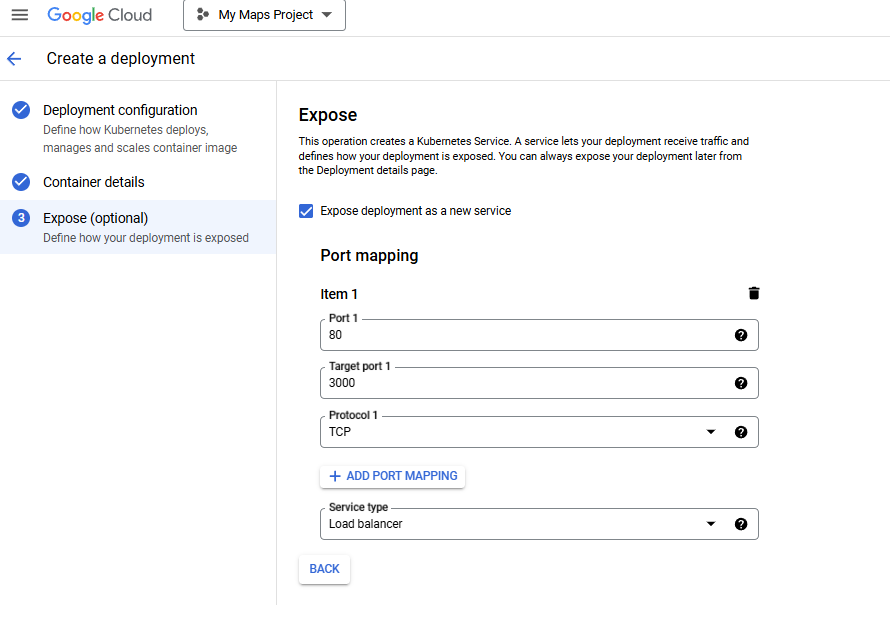 Google Cloud
My Maps Project
Create a deployment
Deployment configuration
Define how Kubernetes deploys,
manages and scales container image
Container details
3
Expose (optional)
Define how your deployment is exposed
Expose
This operation creates a Kubernetes Service. A service lets your deployment receive traffic and
defines how your deployment is exposed. You can always expose your deployment later from
the Deployment details page.
Expose deployment as a new service
Port mapping
Item 1
Port 1
80
Target port 1
3000
Protocol 1
TCP
ADD PORT MAPPING
Service type
Load balancer
BACK